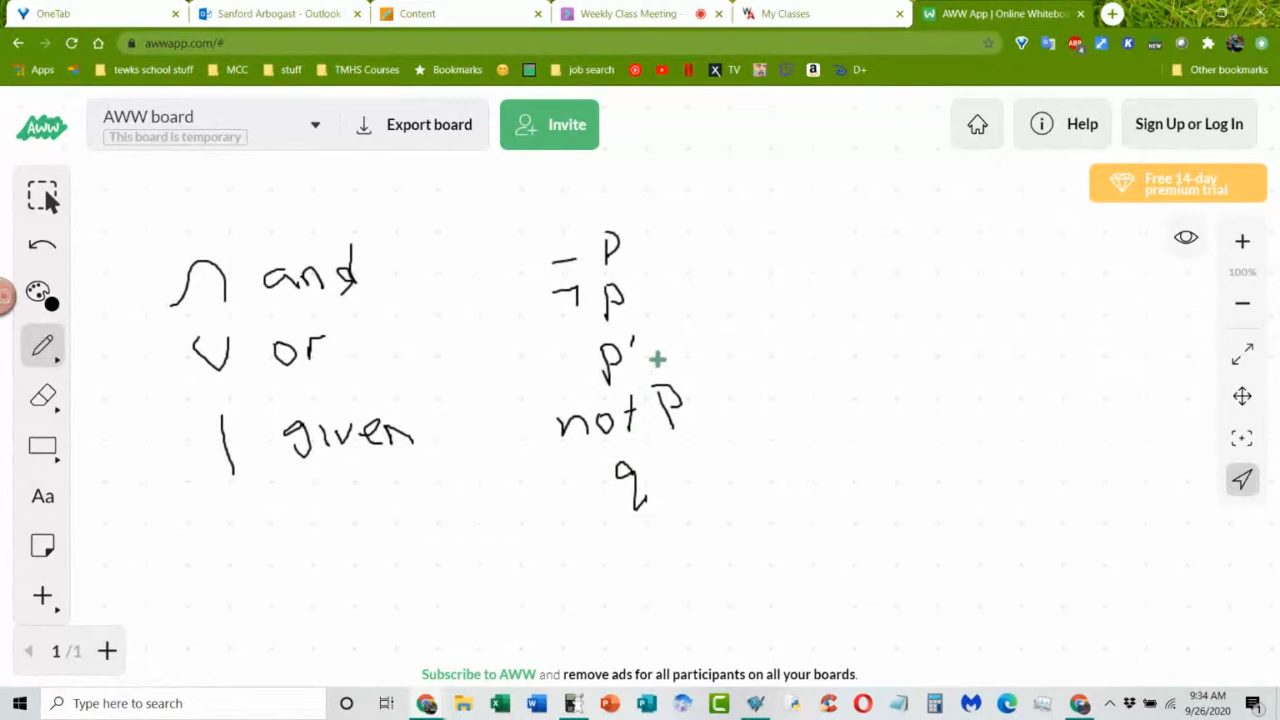 OneTab
Sanford Arbogast - Outlook
Content
Weekly Class Meeting -
My Classes
AWW App | Online Whitebo
awwapp.com/#
Apps
tewks school stuff
MCC
stuff
TMHS Courses
Bookmarks
job search
TV
D+
Other bookmarks
AWW
AWW board
This board is temporary
Export board
Invite
Help
Sign Up or Log In
Free 14-day
premium trial
100%
∩ and
∨ or
| given
– P
¬ p
p'
not P
q
Aa
1 / 1
Subscribe to AWW and remove ads for all participants on all your boards.
Type here to search
9:34 AM
9/26/2020